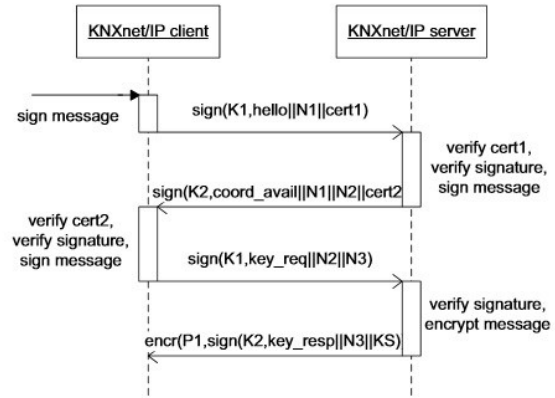 KNXnet/IP client
KNXnet/IP server
sign message
sign(K1,hello||N1||cert1)
verify cert1,
verify signature,
sign message
sign(K2,coord_avail||N1||N2||cert2
verify cert2,
verify signature,
sign message
sign(K1,key_req||N2||N3)
verify signature,
encrypt message
encr(P1,sign(K2,key_resp||N3||KS)